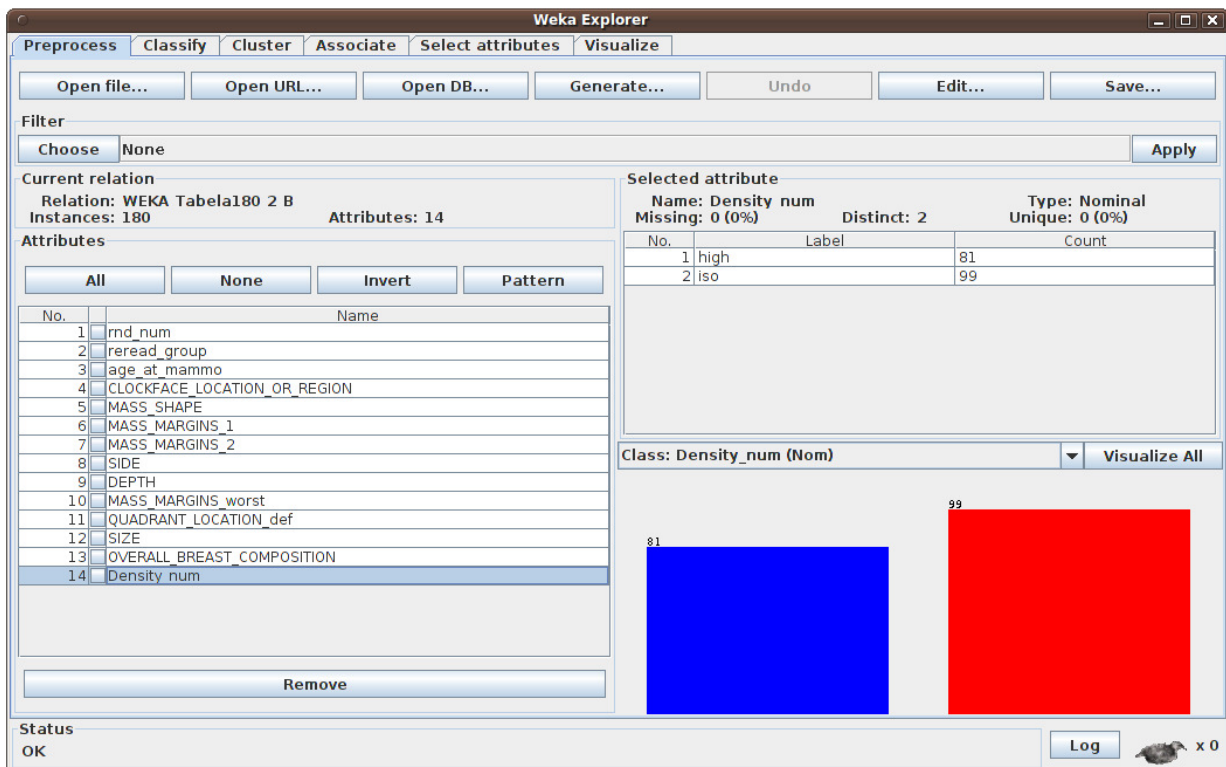 Weka Explorer
Preprocess Classify Cluster Associate Select attributes Visualize
Open file... Open URL... Open DB... Generate... Undo Edit... Save...
Filter
Choose None Apply
Current relation
Relation: WEKA Tabela180 2 B
Instances: 180 Attributes: 14
Attributes
All None Invert Pattern
No. Name
1 rnd_num
2 reread_group
3 age_at_mammo
4 CLOCKFACE_LOCATION_OR_REGION
5 MASS_SHAPE
6 MASS_MARGINS_1
7 MASS_MARGINS_2
8 SIDE
9 DEPTH
10 MASS_MARGINS_worst
11 QUADRANT_LOCATION_def
12 SIZE
13 OVERALL_BREAST_COMPOSITION
14 Density num
Remove
Selected attribute
Name: Density num Type: Nominal
Missing: 0 (0%) Distinct: 2 Unique: 0 (0%)
No. Label Count
1 high 81
2 iso 99
Class: Density_num (Nom) Visualize All
81
99
Status
OK
Log x 0